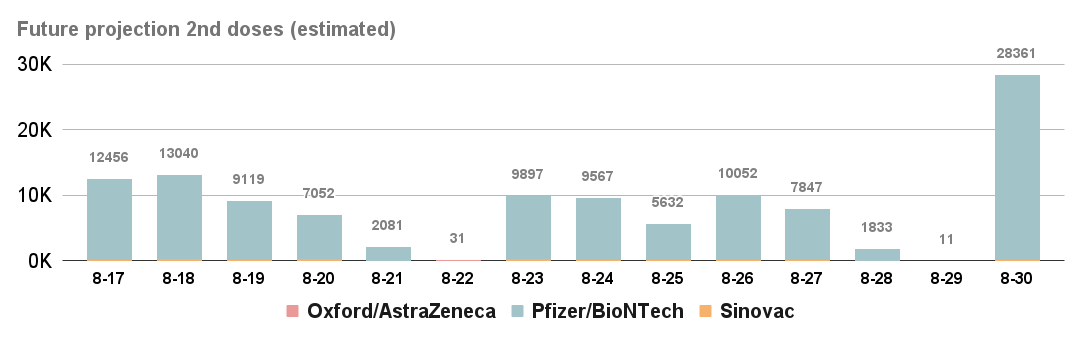 Future projection 2nd doses (estimated)
30K
28361
20K
12456 13040 9119 7052 2081 31 9897 9567 5632 10052 7847 1833 11
10K
0K
8-17 8-18 8-19 8-20 8-21 8-22 8-23 8-24 8-25 8-26 8-27 8-28 8-29 8-30
Oxford/AstraZeneca Pfizer/BioNTech Sinovac